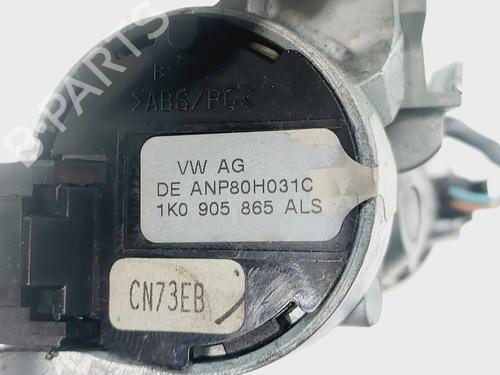 B-PARTS
B
>ABS/PC<
VW AG
DE ANP80H031C
1K0 905 865 ALS
CN73EB